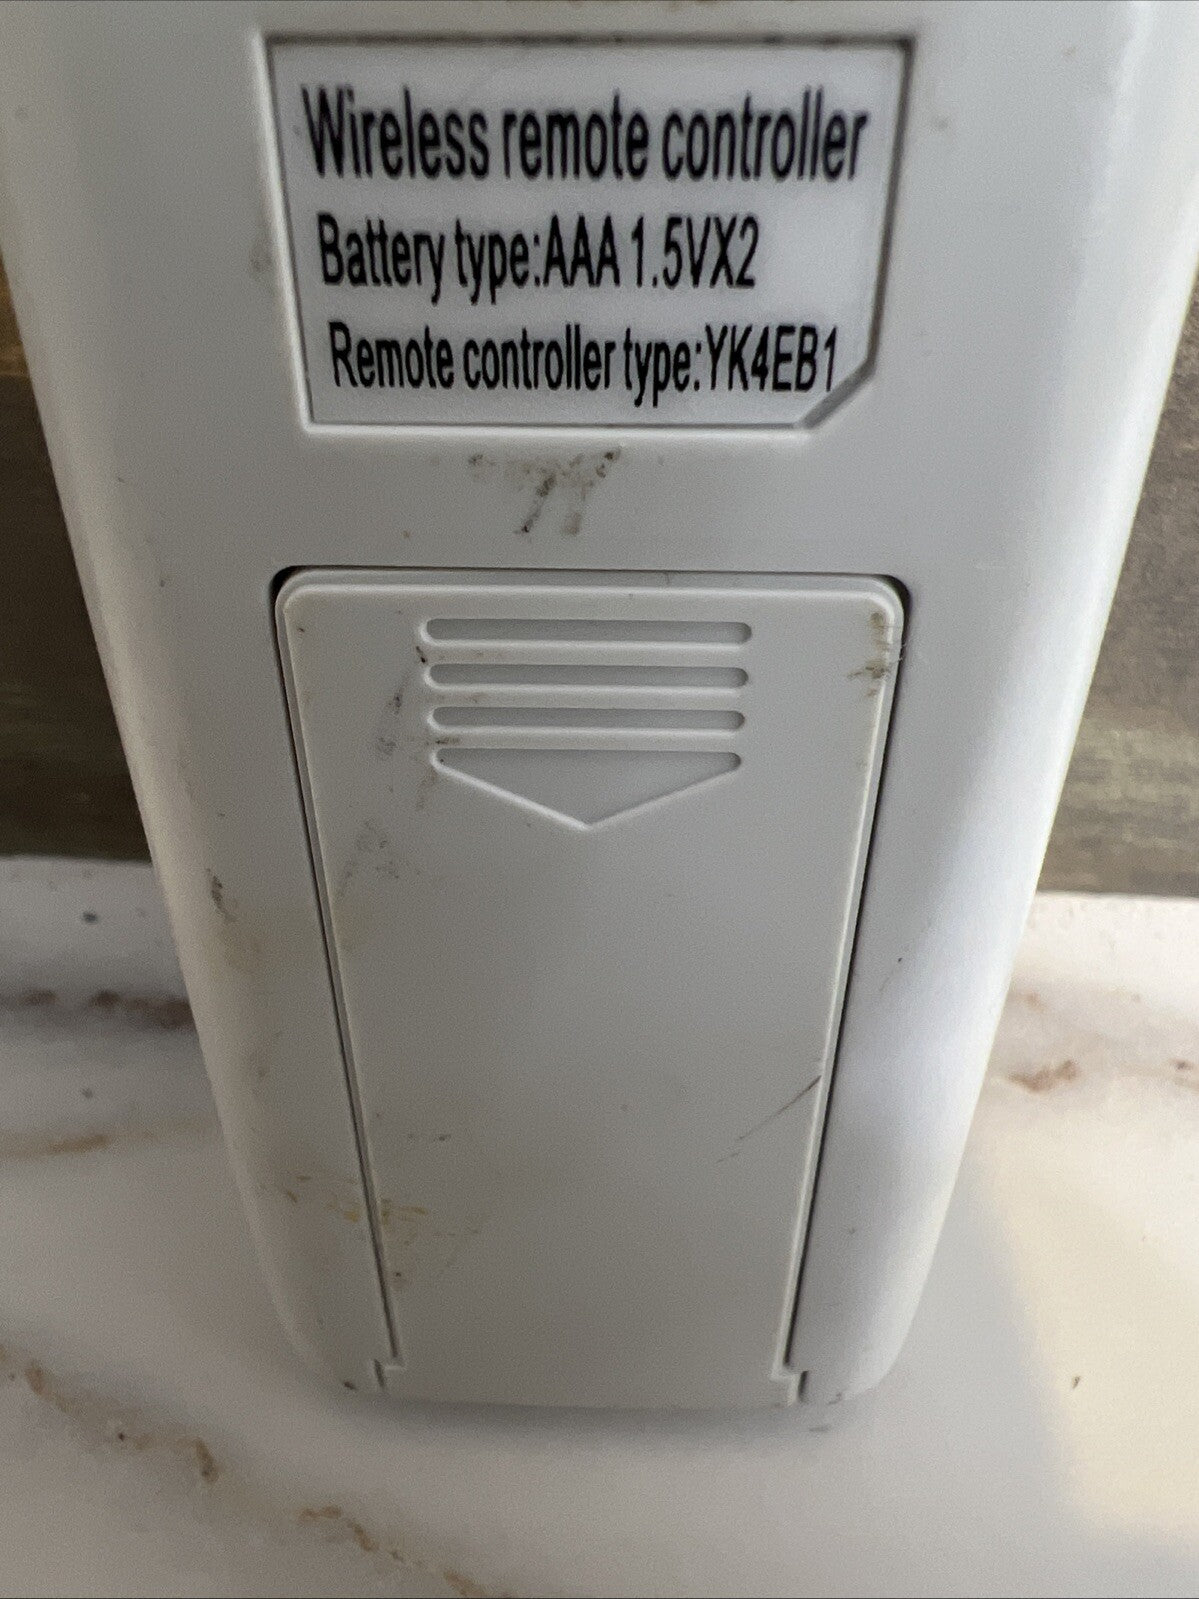 Wireless remote controller
Battery type:AAA 1.5VX2
Remote controller type:YK4EB1